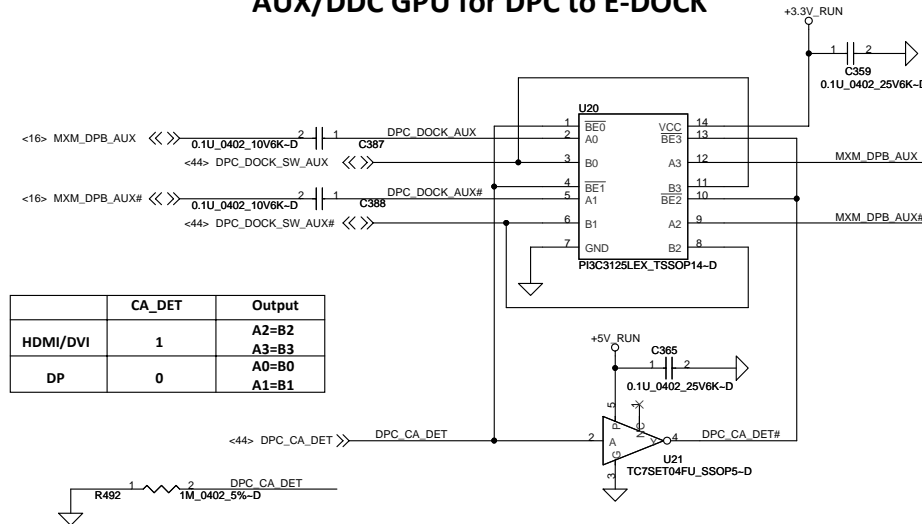 AUX/DDC GPU for DPC to E-DOCK
+3.3V_RUN
1 2
C359
0.1U_0402_25V6K~D
U20
1 BE0 VCC 14
2 A0 BE3 13
3 B0 A3 12
4 BE1 B3 11
5 A1 BE2 10
6 B1 A2 9
7 GND B2 8
PI3C3125LEX_TSSOP14~D
<16> MXM_DPB_AUX
2 1
0.1U_0402_10V6K~D
C387
DPC_DOCK_AUX
<44> DPC_DOCK_SW_AUX
<16> MXM_DPB_AUX#
2 1
0.1U_0402_10V6K~D
C388
DPC_DOCK_AUX#
<44> DPC_DOCK_SW_AUX#
MXM_DPB_AUX
MXM_DPB_AUX#
CA_DET Output
HDMI/DVI 1 A2=B2
A3=B3
DP 0 A0=B0
A1=B1
+5V_RUN
C365
1 2
0.1U_0402_25V6K~D
<44> DPC_CA_DET
DPC_CA_DET
2 A P 5 NC 1 Y 4 G 3
DPC_CA_DET#
U21
TC7SET04FU_SSOP5~D
1 2
R492
1M_0402_5%~D
DPC_CA_DET